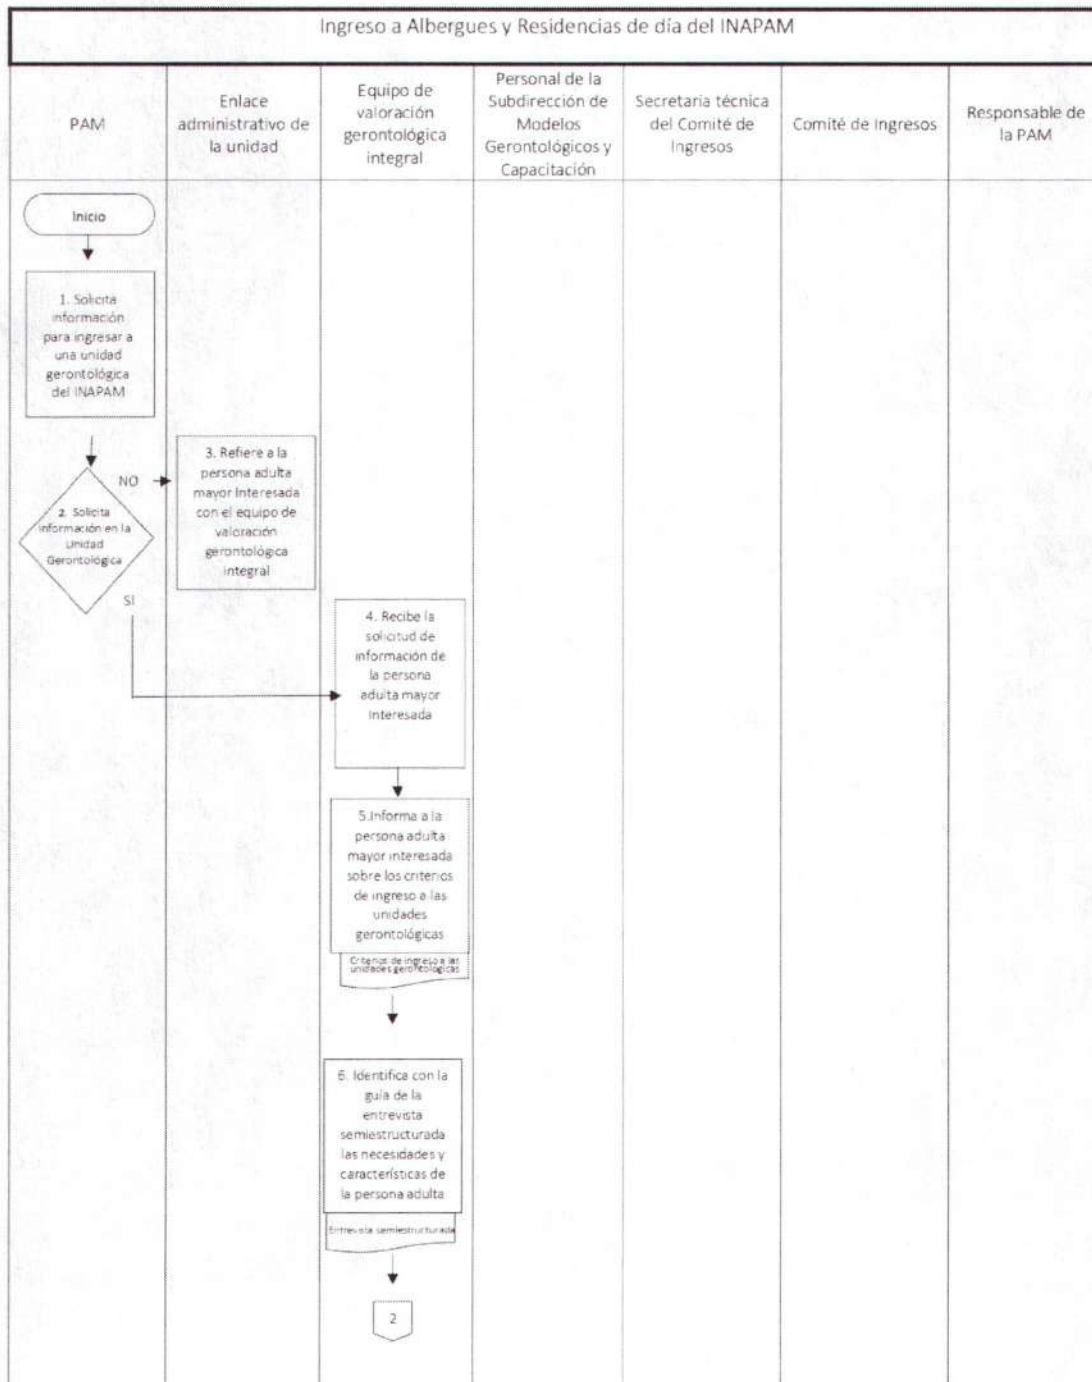 Ingreso a Albergues y Residencias de día del INAPAM
PAM
Enlace
administrativo de
la unidad
Equipo de
valoración
gerontológica
integral
Personal de la
Subdirección de
Modelos
Gerontológicos y
Capacitación
Secretaria técnica
del Comité de
Ingresos
Comité de Ingresos
Responsable de
la PAM
Inicio
1. Solicita
información
para ingresar a
una unidad
gerontológica
del INAPAM
2. Solicita
información en la
Unidad
Gerontológica
NO
SI
3. Refiere a la
persona adulta
mayor Interesada
con el equipo de
valoración
gerontológica
integral
4. Recibe la
solicitud de
información de
la persona
adulta mayor
Interesada
5.Informa a la
persona adulta
mayor interesada
sobre los criterios
de ingreso a las
unidades
gerontológicas
Criterios de ingreso a las
unidades gerontológicas
6. Identifica con la
guía de la
entrevista
semiestructurada
las necesidades y
características de
la persona adulta
Entrevista semiestructurada
2